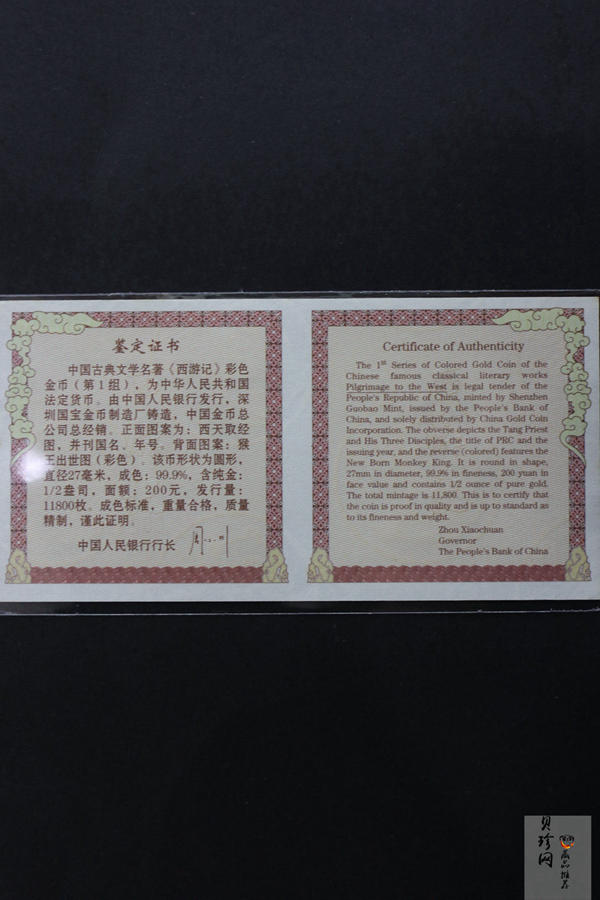 鉴定证书
中国古典文学名著《西游记》彩色
金币（第1组），为中华人民共和国
法定货币。由中国人民银行发行，深
圳国宝金币制造厂铸造，中国金币总
公司总经销。正面图案为：西天取经
图，并刊国名、年号。背面图案：猴
王出世图（彩色）。该币形状为圆形，
直径27毫米，成色：99.9%，含纯金：
1/2盎司，面额：200元，发行量：
11800枚。成色标准，重量合格，质量
精制，谨此证明。
中国人民银行行长
Certificate of Authenticity
The 1st Series of Colored Gold Coin of the
Chinese famous classical literary works
Pilgrimage to the West is legal tender of the
People's Republic of China, minted by Shenzhen
Guobao Mint, issued by the People's Bank of
China, and solely distributed by China Gold Coin
Incorporation. The obverse depicts the Tang Priest
and His Three Disciples, the title of PRC and the
issuing year, and the reverse (colored) features the
New Born Monkey King. It is round in shape,
27mm in diameter, 99.9% in fineness, 200 yuan in
face value and contains 1/2 ounce of pure gold.
The total mintage is 11,800. This is to certify that
the coin is proof in quality and is up to standard as
to its fineness and weight.
Zhou Xiaochuan
Governor
The People's Bank of China
贝珍网
藏品推荐